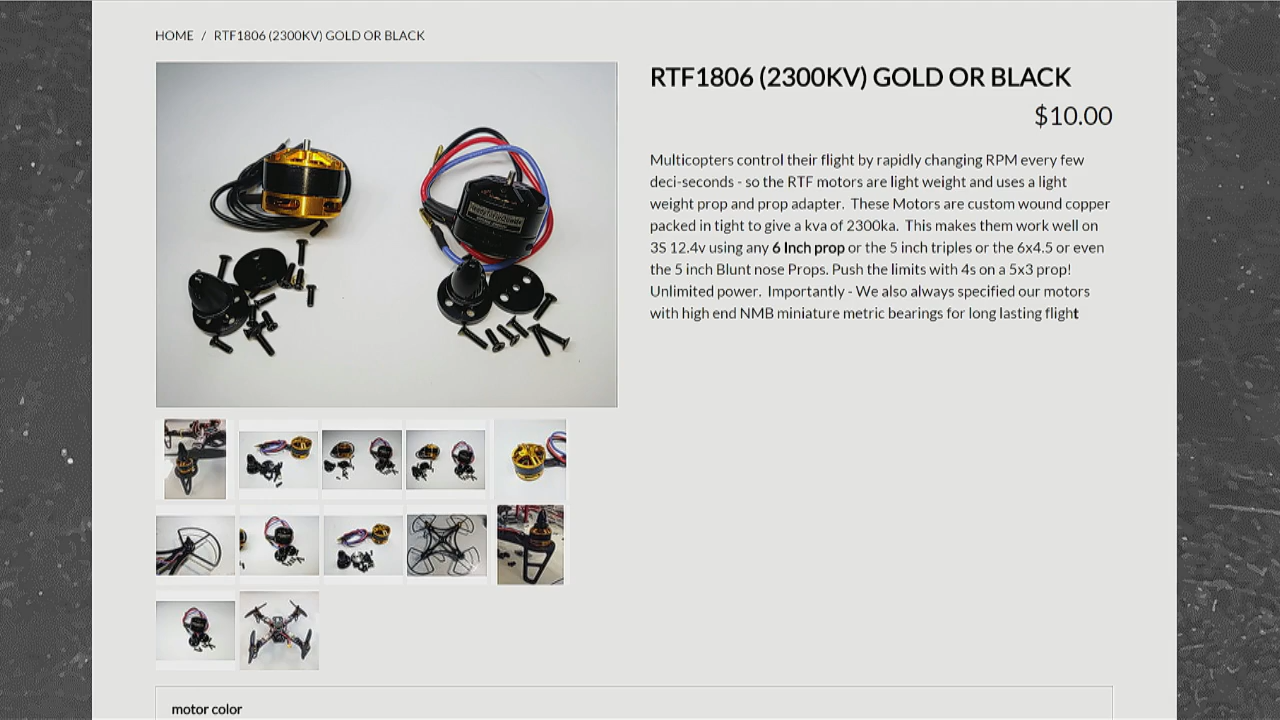 HOME / RTF1806 (2300KV) GOLD OR BLACK
RTF1806 (2300KV) GOLD OR BLACK
$10.00
Multicopters control their flight by rapidly changing RPM every few
deci-seconds - so the RTF motors are light weight and uses a light
weight prop and prop adapter. These Motors are custom wound copper
packed in tight to give a kva of 2300ka. This makes them work well on
3S 12.4v using any 6 Inch prop or the 5 inch triples or the 6x4.5 or even
the 5 inch Blunt nose Props. Push the limits with 4s on a 5x3 prop!
Unlimited power. Importantly - We also always specified our motors
with high end NMB miniature metric bearings for long lasting flight
motor color